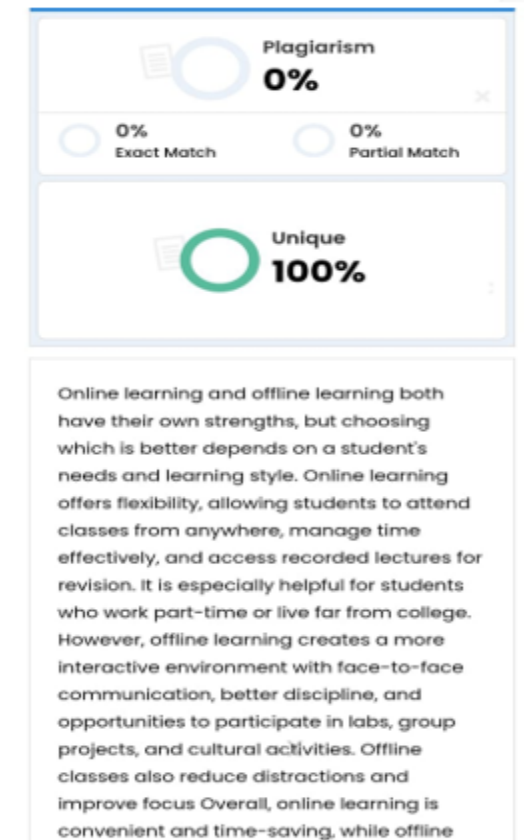 Plagiarism
0%
0%
Exact Match
0%
Partial Match
Unique
100%
Online learning and offline learning both
have their own strengths, but choosing
which is better depends on a student's
needs and learning style. Online learning
offers flexibility, allowing students to attend
classes from anywhere, manage time
effectively, and access recorded lectures for
revision. It is especially helpful for students
who work part-time or live far from college.
However, offline learning creates a more
interactive environment with face-to-face
communication, better discipline, and
opportunities to participate in labs, group
projects, and cultural activities. Offline
classes also reduce distractions and
improve focus Overall, online learning is
convenient and time-saving, while offline